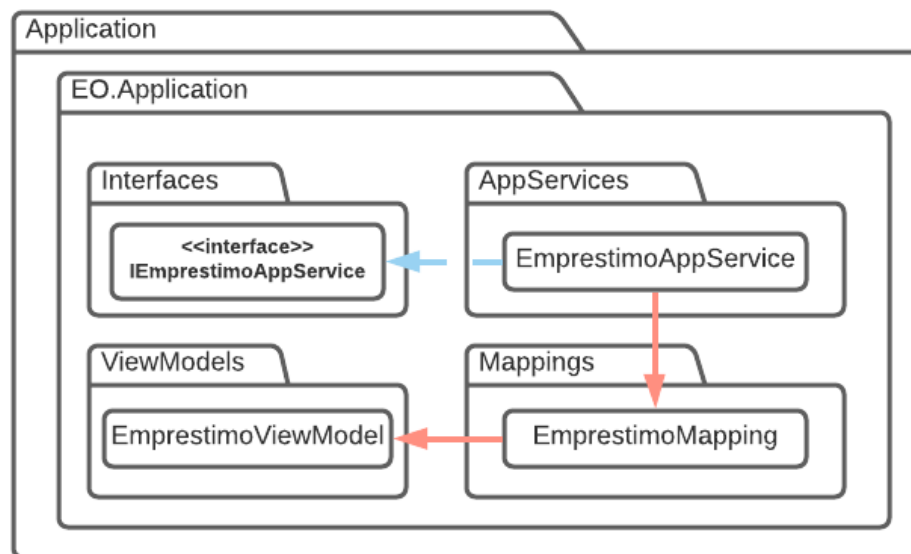 Application
EO.Application
Interfaces
AppServices
<<interface>>
IEmprestimoAppService
EmprestimoAppService
ViewModels
Mappings
EmprestimoViewModel
EmprestimoMapping